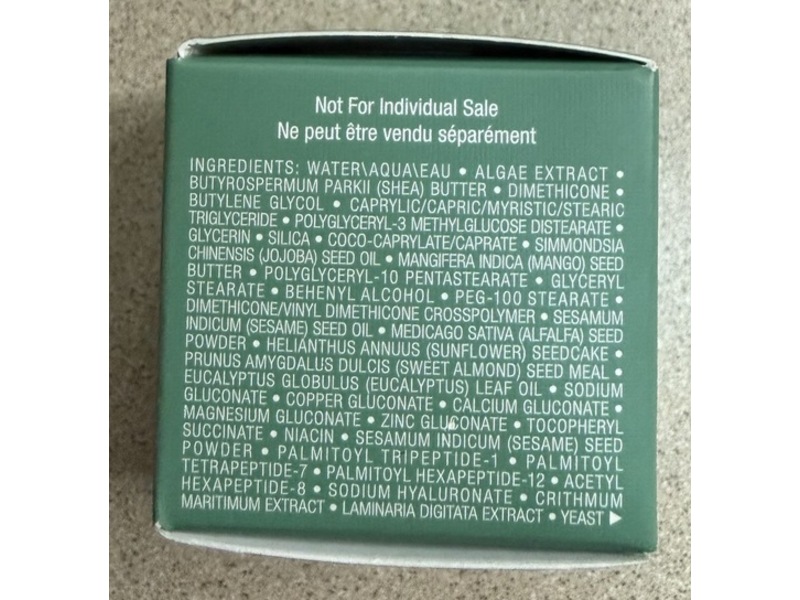 Not For Individual Sale
Ne peut être vendu séparément
INGREDIENTS: WATER\AQUA\EAU • ALGAE EXTRACT •
BUTYROSPERMUM PARKII (SHEA) BUTTER • DIMETHICONE •
BUTYLENE GLYCOL • CAPRYLIC/CAPRIC/MYRISTIC/STEARIC
TRIGLYCERIDE • POLYGLYCERYL-3 METHYLGLUCOSE DISTEARATE •
GLYCERIN • SILICA • COCO-CAPRYLATE/CAPRATE • SIMMONDSIA
CHINENSIS (JOJOBA) SEED OIL • MANGIFERA INDICA (MANGO) SEED
BUTTER • POLYGLYCERYL-10 PENTASTEARATE • GLYCERYL
STEARATE • BEHENYL ALCOHOL • PEG-100 STEARATE •
DIMETHICONE/VINYL DIMETHICONE CROSSPOLYMER • SESAMUM
INDICUM (SESAME) SEED OIL • MEDICAGO SATIVA (ALFALFA) SEED
POWDER • HELIANTHUS ANNUUS (SUNFLOWER) SEEDCAKE •
PRUNUS AMYGDALUS DULCIS (SWEET ALMOND) SEED MEAL •
EUCALYPTUS GLOBULUS (EUCALYPTUS) LEAF OIL • SODIUM
GLUCONATE • COPPER GLUCONATE • CALCIUM GLUCONATE •
MAGNESIUM GLUCONATE • ZINC GLUCONATE • TOCOPHERYL
SUCCINATE • NIACIN • SESAMUM INDICUM (SESAME) SEED
POWDER • PALMITOYL TRIPEPTIDE-1 • PALMITOYL
TETRAPEPTIDE-7 • PALMITOYL HEXAPEPTIDE-12 • ACETYL
HEXAPEPTIDE-8 • SODIUM HYALURONATE • CRITHMUM
MARITIMUM EXTRACT • LAMINARIA DIGITATA EXTRACT • YEAST ▶